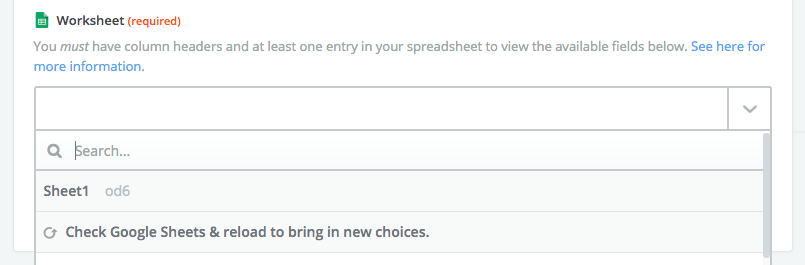 Worksheet (required)
You must have column headers and at least one entry in your spreadsheet to view the available fields below. See here for
more information.
Search...
Sheet1 od6
Check Google Sheets & reload to bring in new choices.